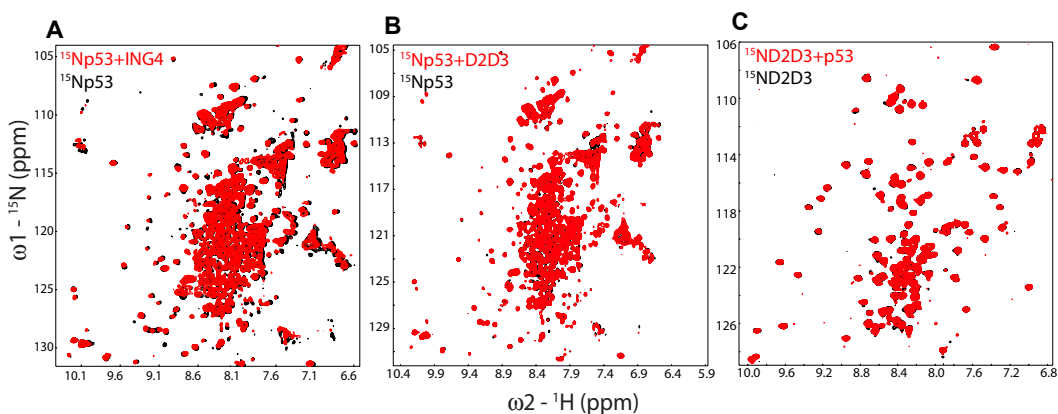 A
¹⁵Np53+ING4
¹⁵Np53
104
110
115
120
125
130
10.1 9.6 9.1 8.6 8.1 7.6 7.1 6.6
ω1 - ¹⁵N (ppm)
B
¹⁵Np53+D2D3
¹⁵Np53
105
109
113
117
121
125
129
10.4 9.9 9.4 8.9 8.4 7.9 7.4 6.9 6.4 5.9
ω2 - ¹H (ppm)
C
¹⁵ND2D3+p53
¹⁵ND2D3
106
110
114
118
122
126
10.0 9.6 9.2 8.8 8.4 8.0 7.6 7.2 6.8